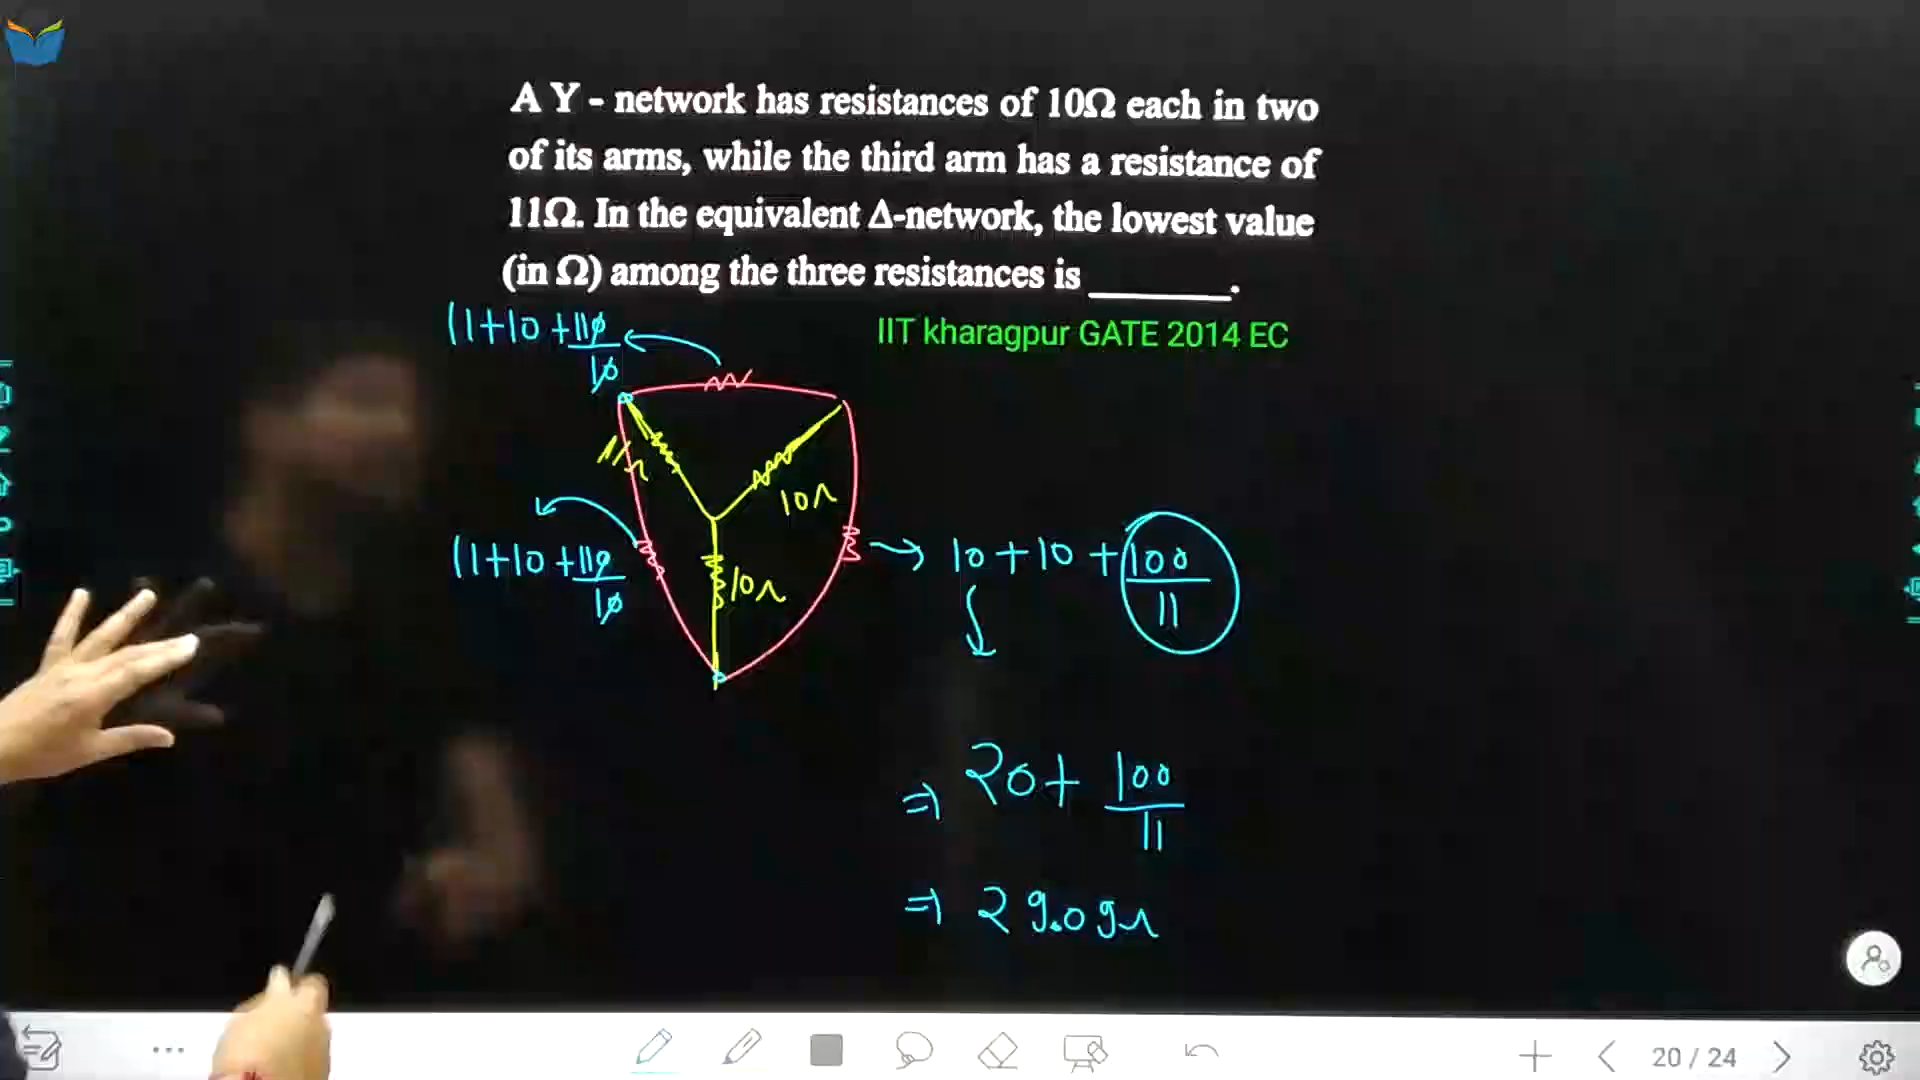 A Y - network has resistances of 10Ω each in two
of its arms, while the third arm has a resistance of
11Ω. In the equivalent Δ-network, the lowest value
(in Ω) among the three resistances is ________.
IIT kharagpur GATE 2014 EC
11+10+110/10
11Ω
10Ω
11+10+110/10
10Ω
→ 10+10+100/11
⇒ 20+100/11
⇒ 29.09Ω
20 / 24